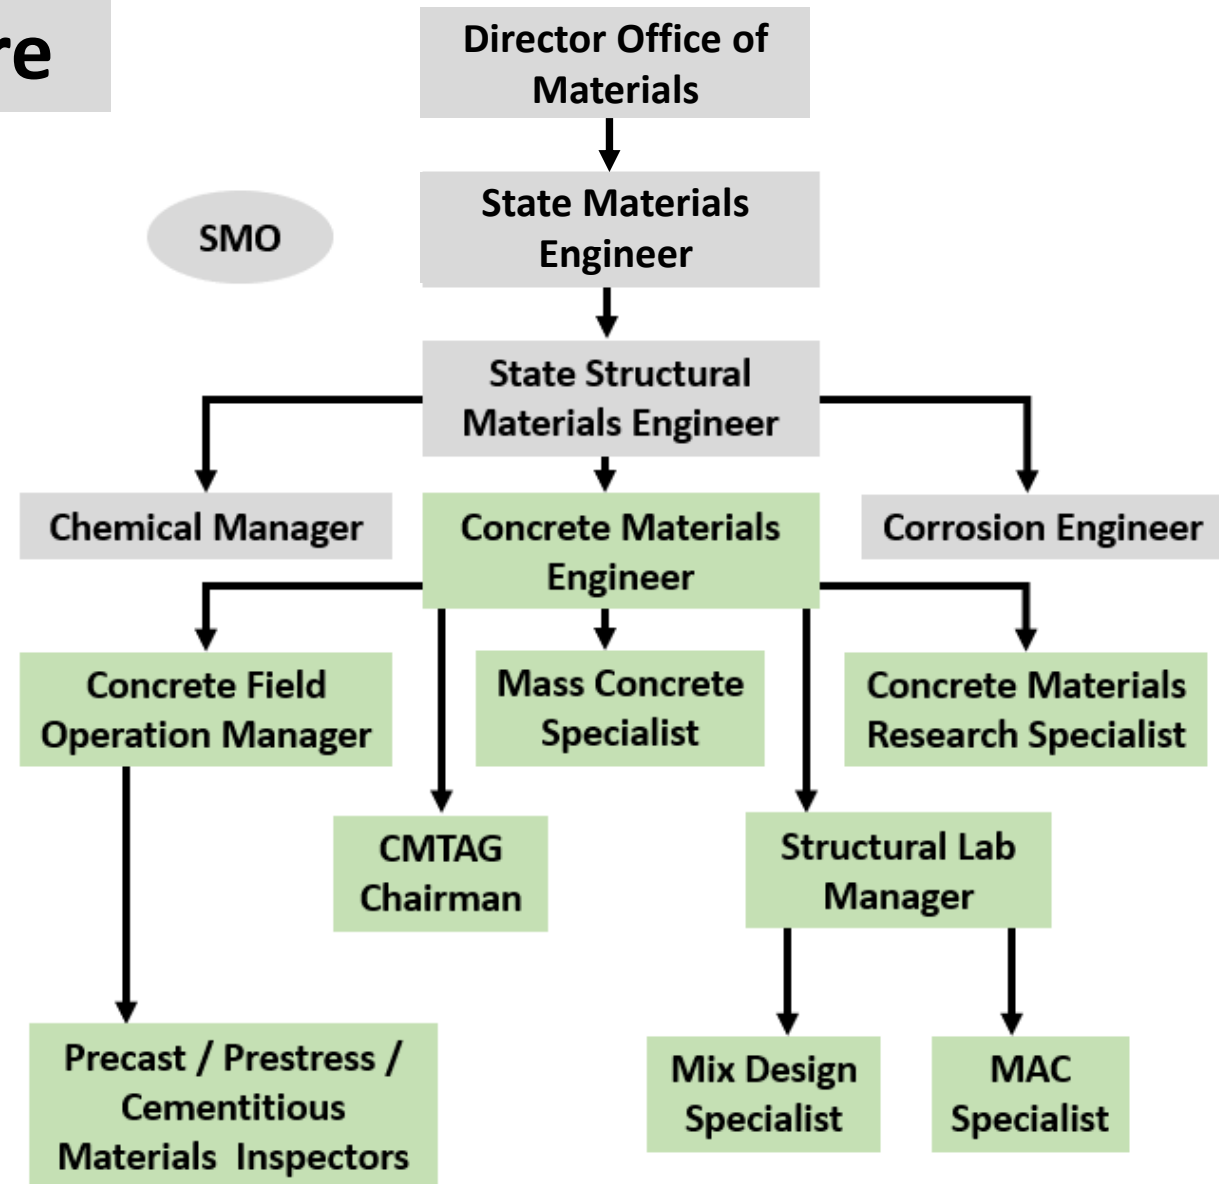 re
Director Office of
Materials
SMO
State Materials
Engineer
State Structural
Materials Engineer
Chemical Manager
Concrete Materials
Engineer
Corrosion Engineer
Concrete Field
Operation Manager
Mass Concrete
Specialist
Concrete Materials
Research Specialist
CMTAG
Chairman
Structural Lab
Manager
Precast / Prestress /
Cementitious
Materials  Inspectors
Mix Design
Specialist
MAC
Specialist